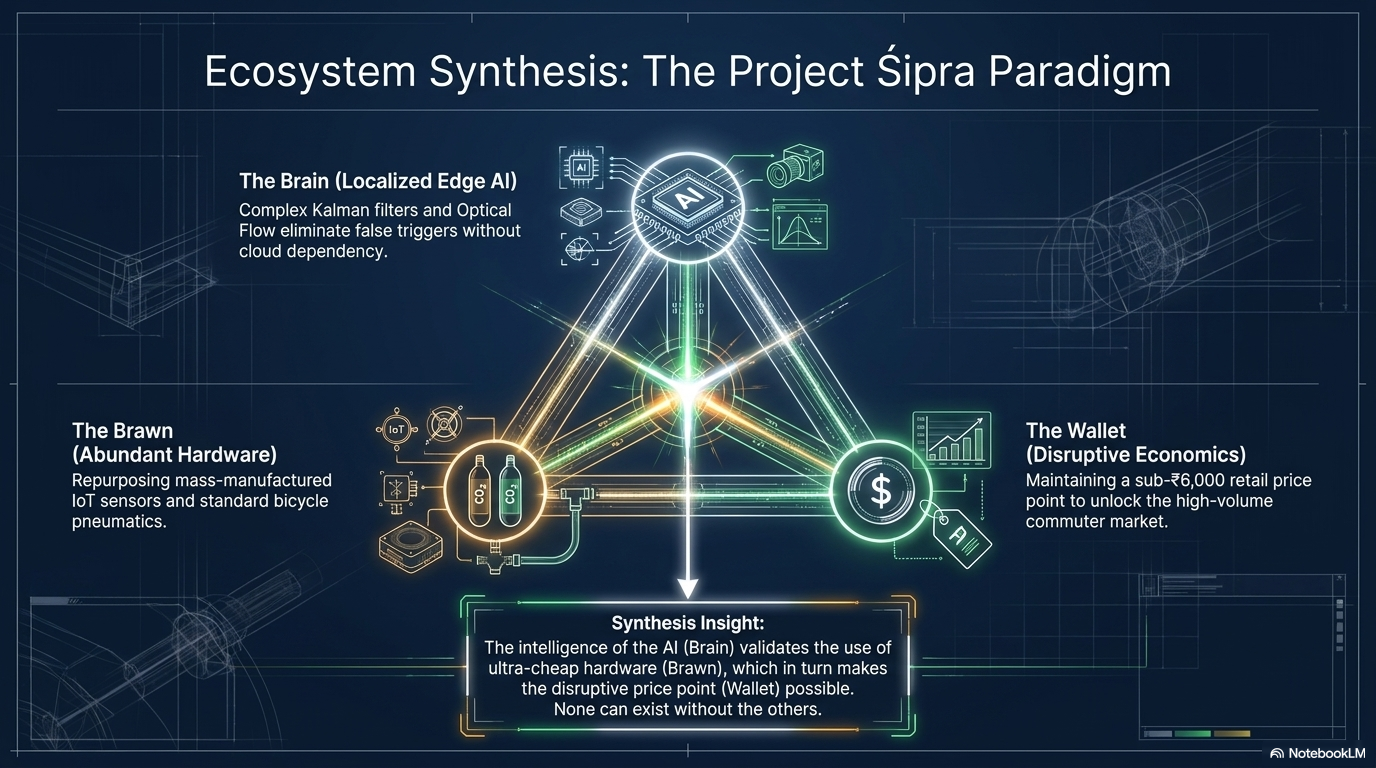 Ecosystem Synthesis: The Project Śipra Paradigm
The Brain (Localized Edge AI)
Complex Kalman filters and Optical
Flow eliminate false triggers without
cloud dependency.
AI
AI
The Brawn
(Abundant Hardware)
Repurposing mass-manufactured
IoT sensors and standard bicycle
pneumatics.
IoT
CO₂
CO₂
$
The Wallet
(Disruptive Economics)
Maintaining a sub-₹6,000 retail price
point to unlock the high-volume
commuter market.
Synthesis Insight:
The intelligence of the AI (Brain) validates the use of
ultra-cheap hardware (Brawn), which in turn makes
the disruptive price point (Wallet) possible.
None can exist without the others.
NotebookLM